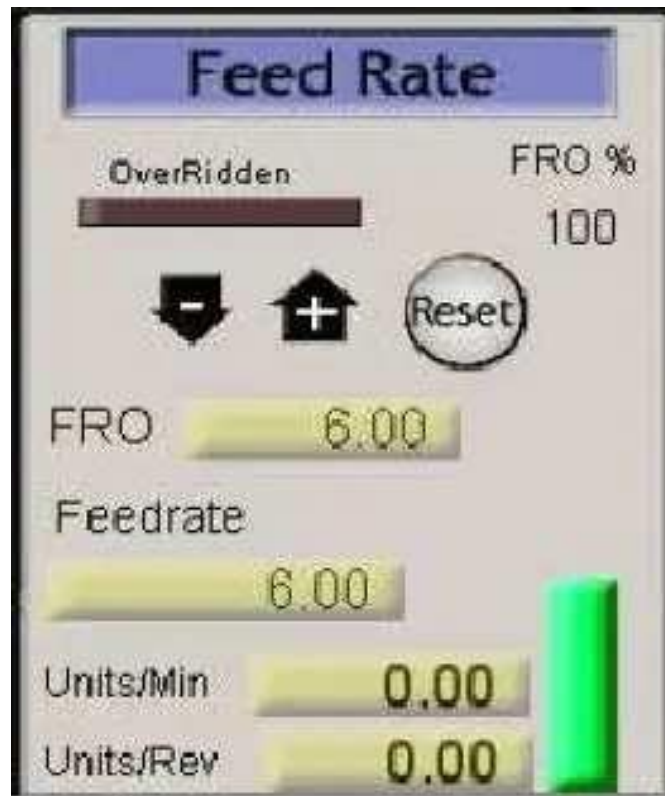 Feed Rate
OverRidden
FRO %
100
- + Reset
FRO 6.00
Feedrate
6.00
Units/Min 0.00
Units/Rev 0.00